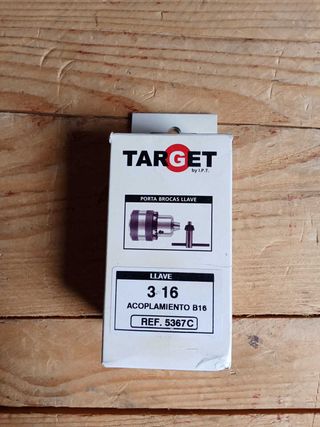 TARGET
by I.P.T.
PORTA BROCAS LLAVE
LLAVE
3 16
ACOPLAMIENTO B16
REF. 5367C